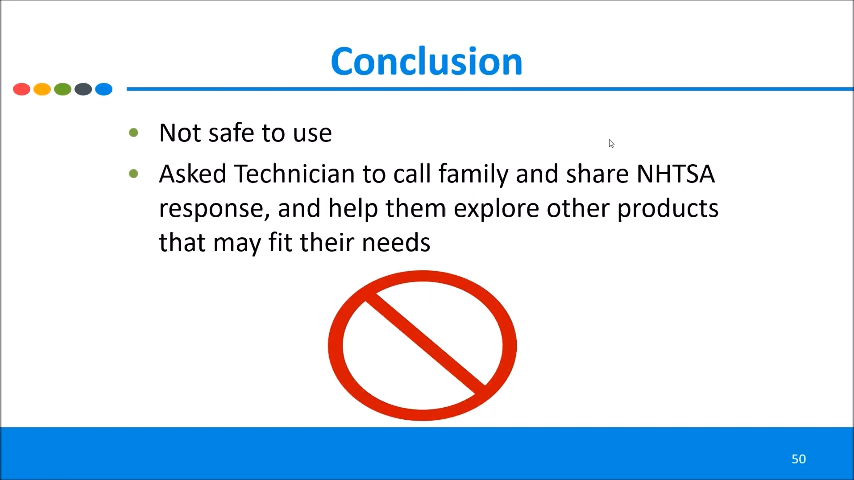 Conclusion
• Not safe to use
• Asked Technician to call family and share NHTSA
response, and help them explore other products
that may fit their needs
50